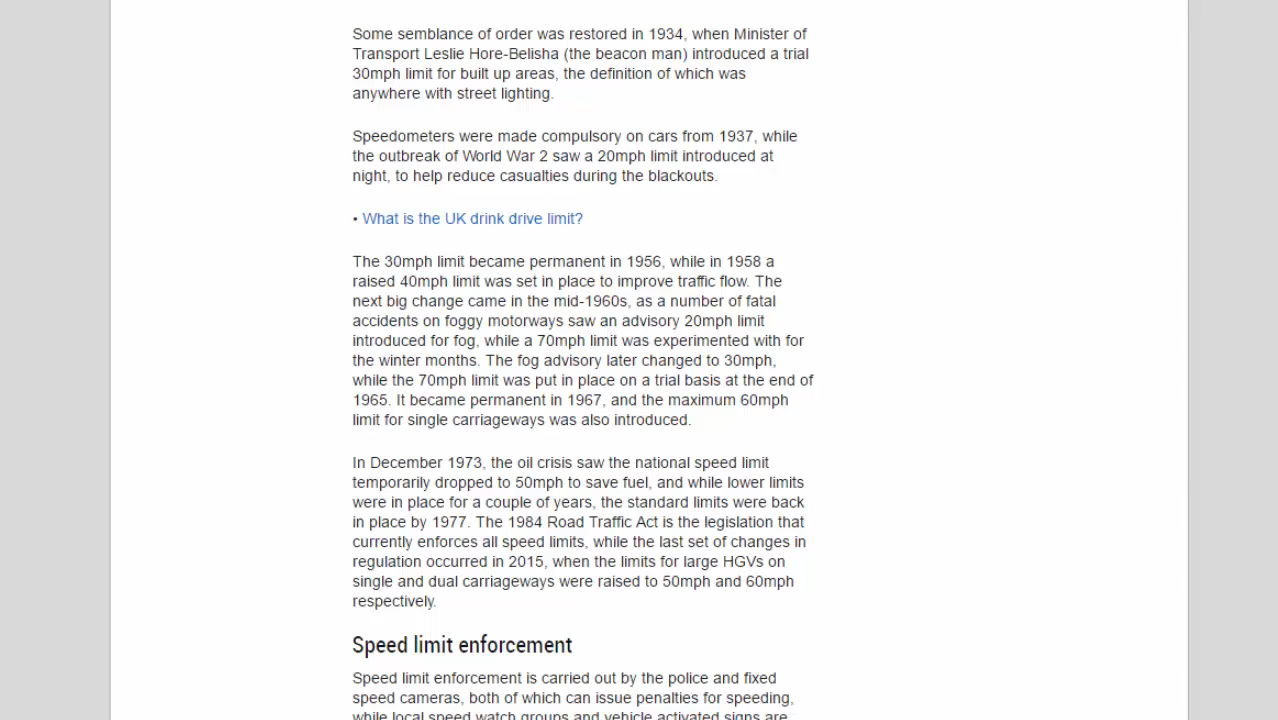 Some semblance of order was restored in 1934, when Minister of
Transport Leslie Hore-Belisha (the beacon man) introduced a trial
30mph limit for built up areas, the definition of which was
anywhere with street lighting.
Speedometers were made compulsory on cars from 1937, while
the outbreak of World War 2 saw a 20mph limit introduced at
night, to help reduce casualties during the blackouts.
• What is the UK drink drive limit?
The 30mph limit became permanent in 1956, while in 1958 a
raised 40mph limit was set in place to improve traffic flow. The
next big change came in the mid-1960s, as a number of fatal
accidents on foggy motorways saw an advisory 20mph limit
introduced for fog, while a 70mph limit was experimented with for
the winter months. The fog advisory later changed to 30mph,
while the 70mph limit was put in place on a trial basis at the end of
1965. It became permanent in 1967, and the maximum 60mph
limit for single carriageways was also introduced.
In December 1973, the oil crisis saw the national speed limit
temporarily dropped to 50mph to save fuel, and while lower limits
were in place for a couple of years, the standard limits were back
in place by 1977. The 1984 Road Traffic Act is the legislation that
currently enforces all speed limits, while the last set of changes in
regulation occurred in 2015, when the limits for large HGVs on
single and dual carriageways were raised to 50mph and 60mph
respectively.
Speed limit enforcement
Speed limit enforcement is carried out by the police and fixed
speed cameras, both of which can issue penalties for speeding,
while local speed watch groups and vehicle activated signs are